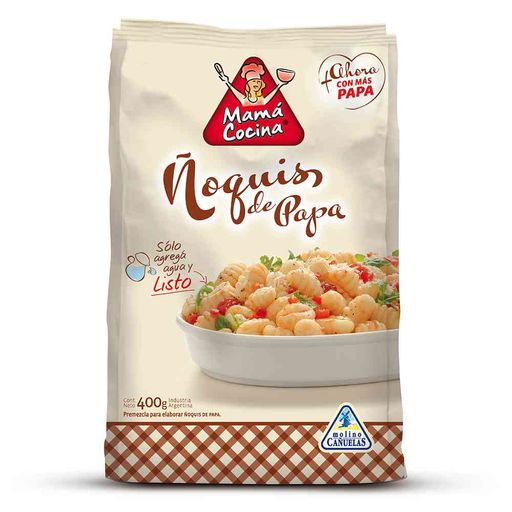 +Ahora
CON MÁS
PAPA
Mamá
Cocina®
Ñoquis
de Papa
Sólo
agregá
agua y
Listo
Cont.
Neto 400g Industria
Argentina
Premezcla para elaborar ÑOQUIS DE PAPA.
molino
CAÑUELAS